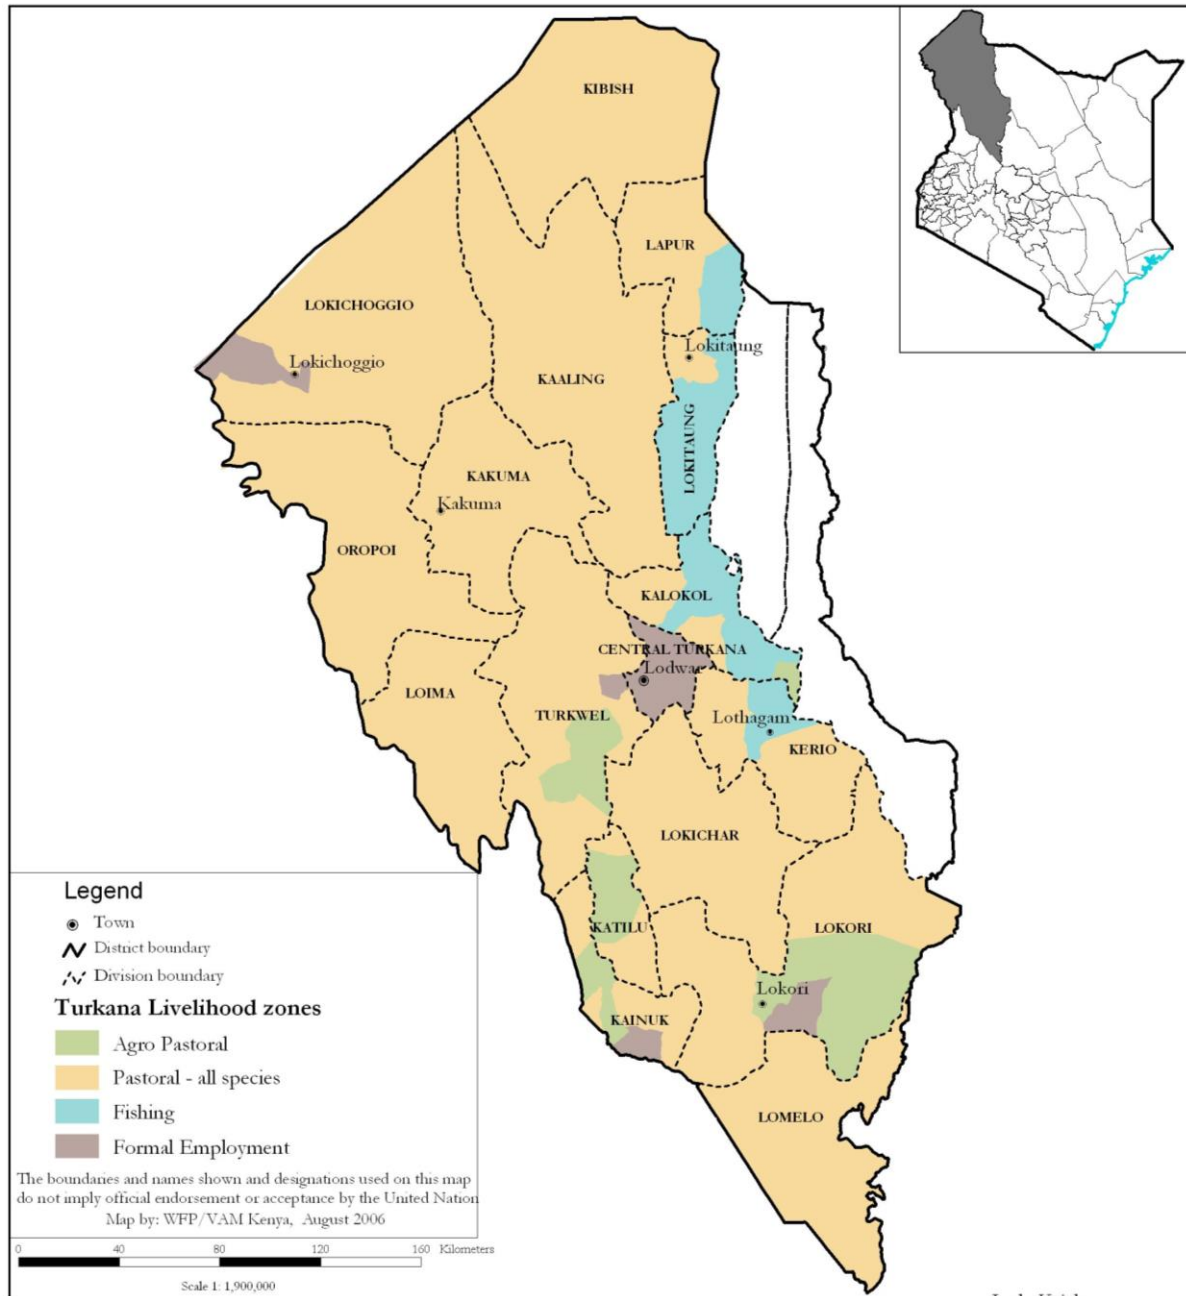 KIBISH
LAPUR
LOKICHOGGIO
Lokitaung
Lokichoggio
KAALING
LOKITAUNG
KAKUMA
Kakuma
OROPOI
KALOKOL
CENTRAL TURKANA
Lodwar
LOIMA
TURKWEL
Lothagam
KERIO
LOKICHAR
KATILU
LOKORI
Lokori
KAINUK
LOMELO
Legend
Town
District boundary
Division boundary
Turkana Livelihood zones
Agro Pastoral
Pastoral - all species
Fishing
Formal Employment
The boundaries and names shown and designations used on this map
do not imply official endorsement or acceptance by the United Nation
Map by: WFP/VAM Kenya, August 2006
0 40 80 120 160 Kilometers
Scale 1: 1,900,000